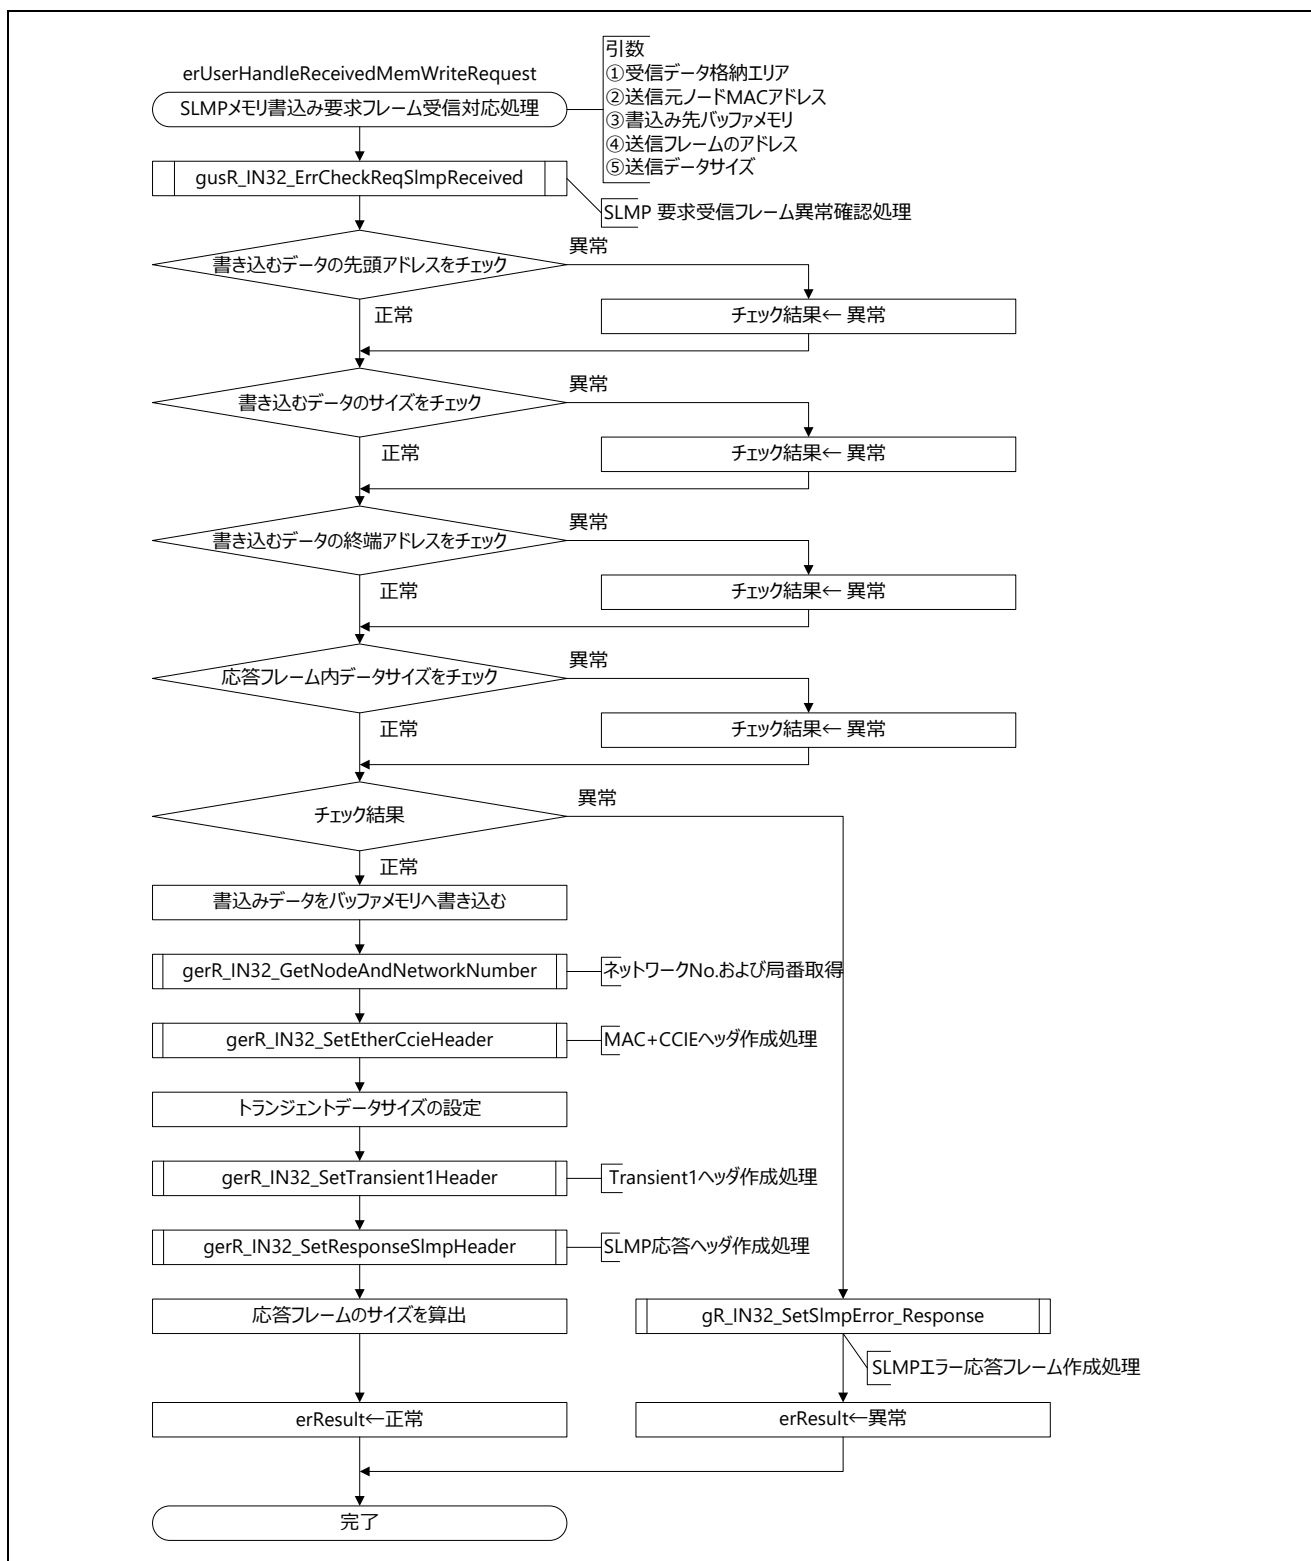 引数
①受信データ格納エリア
②送信元ノードMACアドレス
③書込み先バッファメモリ
④送信フレームのアドレス
⑤送信データサイズ
erUserHandleReceivedMemWriteRequest
SLMPメモリ書込み要求フレーム受信対応処理
gusR_IN32_ErrCheckReqSlmpReceived
SLMP 要求受信フレーム異常確認処理
異常
書き込むデータの先頭アドレスをチェック
正常
チェック結果← 異常
異常
書き込むデータのサイズをチェック
正常
チェック結果← 異常
異常
書き込むデータの終端アドレスをチェック
正常
チェック結果← 異常
異常
応答フレーム内データサイズをチェック
正常
チェック結果← 異常
異常
チェック結果
正常
書込みデータをバッファメモリへ書き込む
gerR_IN32_GetNodeAndNetworkNumber
ネットワークNo.および局番取得
gerR_IN32_SetEtherCcieHeader
MAC+CCIEヘッダ作成処理
トランジェントデータサイズの設定
gerR_IN32_SetTransient1Header
Transient1ヘッダ作成処理
gerR_IN32_SetResponseSlmpHeader
SLMP応答ヘッダ作成処理
応答フレームのサイズを算出
gR_IN32_SetSlmpError_Response
SLMPエラー応答フレーム作成処理
erResult←正常
erResult←異常
完了